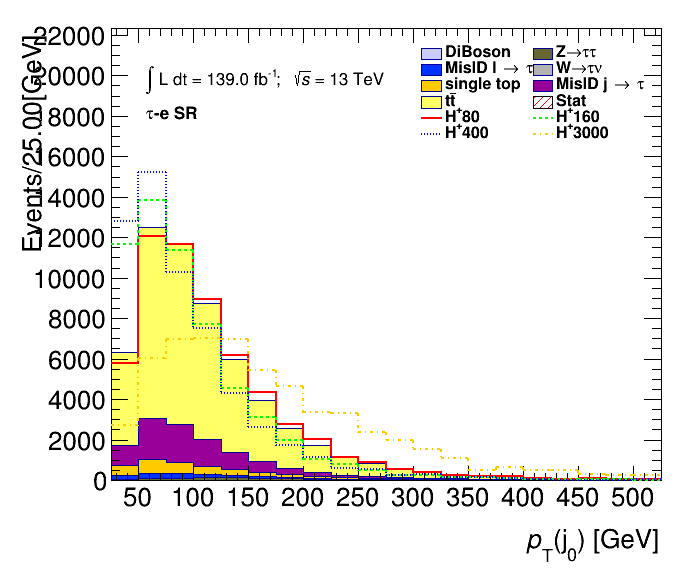 22000
20000
18000
16000
14000
12000
10000
8000
6000
4000
2000
0
Events/25.00[GeV]
∫ L dt = 139.0 fb⁻¹; √s = 13 TeV
τ-e SR
DiBoson Z→ττ
MisID l → τ W→τν
single top MisID j → τ
tt̄ Stat
H⁺80 H⁺160
H⁺400 H⁺3000
50 100 150 200 250 300 350 400 450 500
p_T(j₀) [GeV]